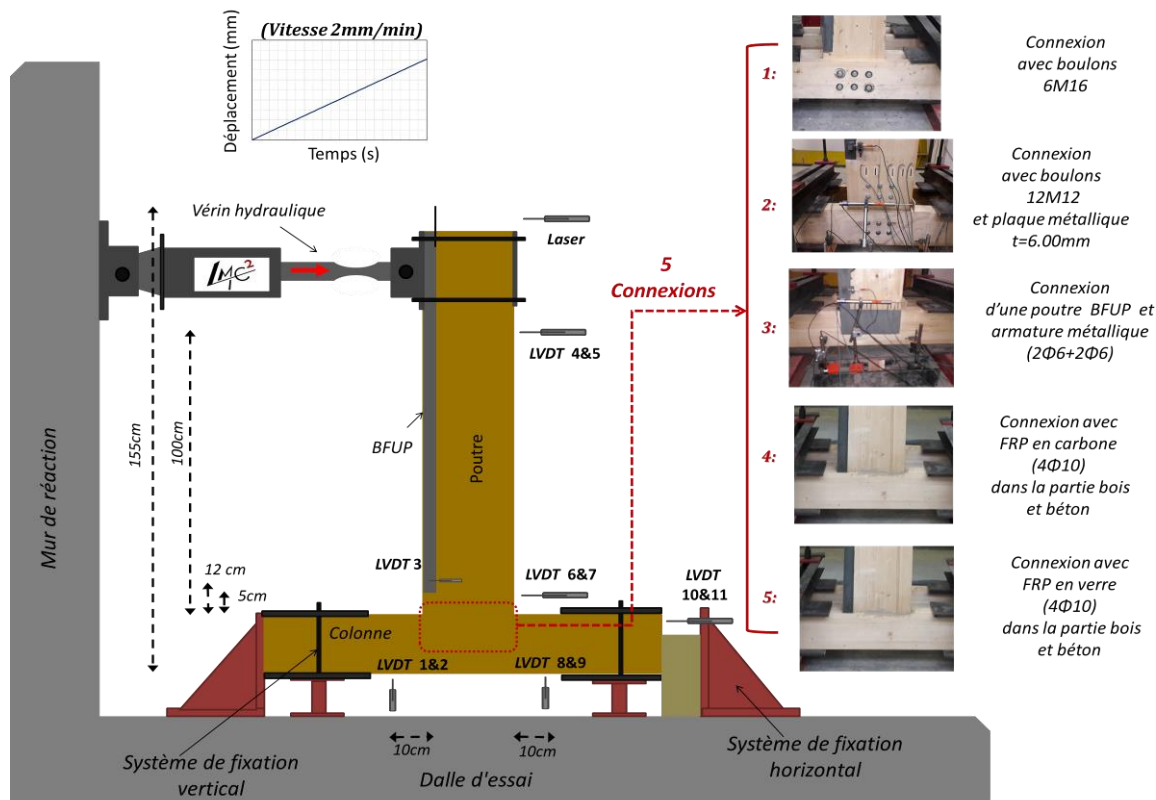 (Vitesse 2mm/min)
Déplacement (mm)
Temps (s)
Vérin hydraulique
LMC²
Laser
5
Connexions
LVDT 4&5
155cm
100cm
BFUP
Poutre
Mur de réaction
12 cm
5cm
LVDT 3
LVDT 6&7
LVDT
10&11
Colonne
LVDT 1&2
LVDT 8&9
10cm
10cm
Système de fixation
vertical
Dalle d'essai
Système de fixation
horizontal
1:
Connexion
avec boulons
6M16
2:
Connexion
avec boulons
12M12
et plaque métallique
t=6.00mm
3:
Connexion
d'une poutre BFUP et
armature métallique
(2Φ6+2Φ6)
4:
Connexion avec
FRP en carbone
(4Φ10)
dans la partie bois
et béton
5:
Connexion avec
FRP en verre
(4Φ10)
dans la partie bois
et béton